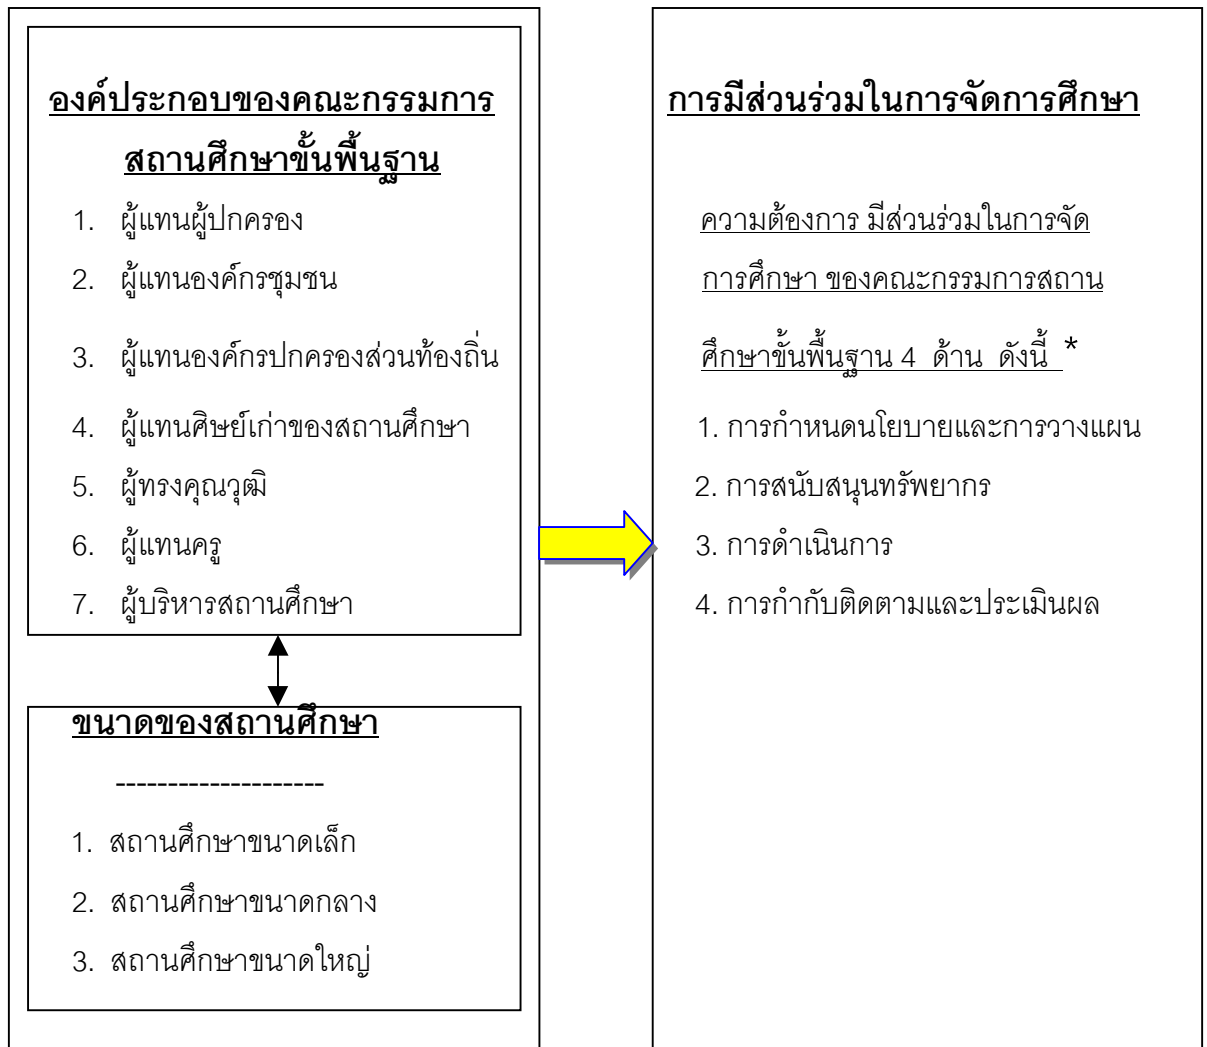 องค์ประกอบของคณะกรรมการ
สถานศึกษาขั้นพื้นฐาน
1. ผู้แทนผู้ปกครอง
2. ผู้แทนองค์กรชุมชน
3. ผู้แทนองค์กรปกครองส่วนท้องถิ่น
4. ผู้แทนศิษย์เก่าของสถานศึกษา
5. ผู้ทรงคุณวุฒิ
6. ผู้แทนครู
7. ผู้บริหารสถานศึกษา
ขนาดของสถานศึกษา
--------------------
1. สถานศึกษาขนาดเล็ก
2. สถานศึกษาขนาดกลาง
3. สถานศึกษาขนาดใหญ่
การมีส่วนร่วมในการจัดการศึกษา
ความต้องการ มีส่วนร่วมในการจัด
การศึกษา ของคณะกรรมการสถาน
ศึกษาขั้นพื้นฐาน 4 ด้าน ดังนี้ *
1. การกำหนดนโยบายและการวางแผน
2. การสนับสนุนทรัพยากร
3. การดำเนินการ
4. การกำกับติดตามและประเมินผล